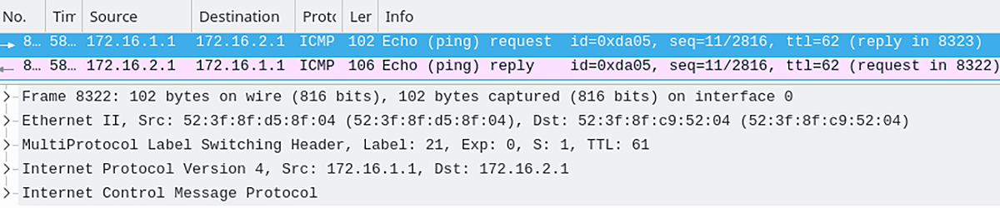 No. Tim Source Destination Protc Ler Info
8… 58… 172.16.1.1 172.16.2.1 ICMP 102 Echo (ping) request id=0xda05, seq=11/2816, ttl=62 (reply in 8323)
8… 58… 172.16.2.1 172.16.1.1 ICMP 106 Echo (ping) reply id=0xda05, seq=11/2816, ttl=62 (request in 8322)
Frame 8322: 102 bytes on wire (816 bits), 102 bytes captured (816 bits) on interface 0
Ethernet II, Src: 52:3f:8f:d5:8f:04 (52:3f:8f:d5:8f:04), Dst: 52:3f:8f:c9:52:04 (52:3f:8f:c9:52:04)
MultiProtocol Label Switching Header, Label: 21, Exp: 0, S: 1, TTL: 61
Internet Protocol Version 4, Src: 172.16.1.1, Dst: 172.16.2.1
Internet Control Message Protocol